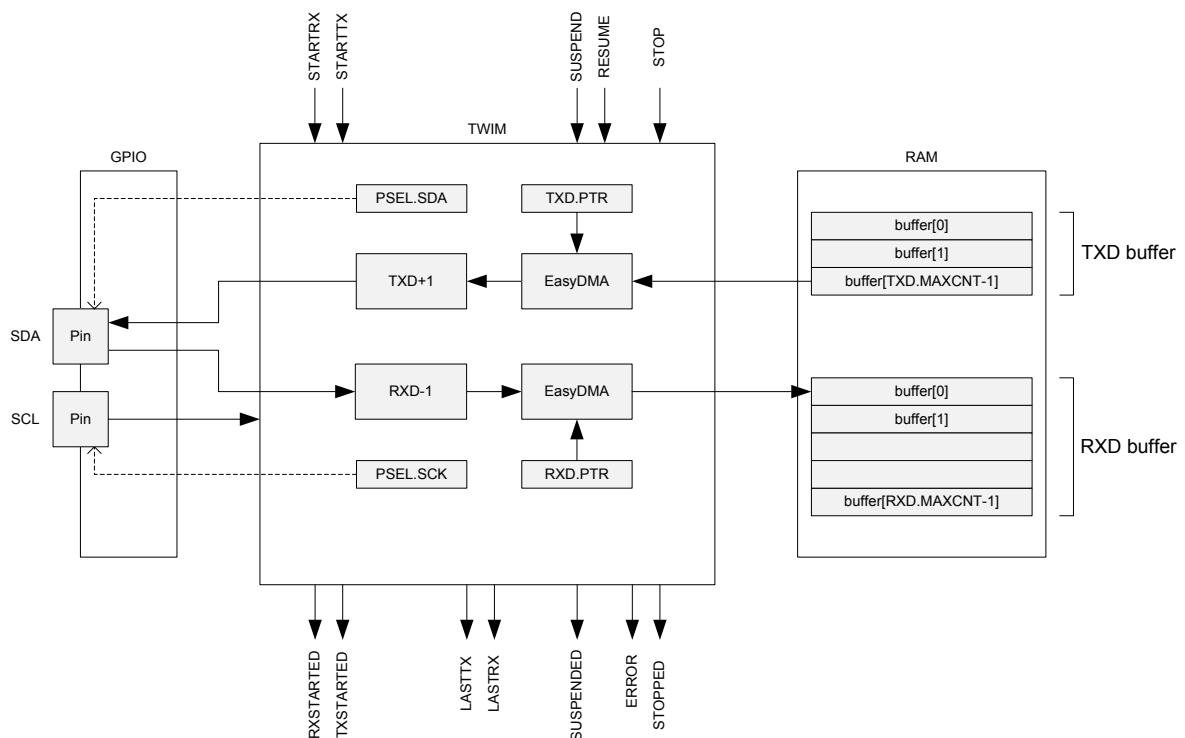 STARTRX
STARTTX
SUSPEND
RESUME
STOP
TWIM
GPIO
RAM
PSEL.SDA
TXD.PTR
buffer[0]
buffer[1]
TXD buffer
TXD+1
EasyDMA
buffer[TXD.MAXCNT-1]
SDA
Pin
RXD-1
EasyDMA
buffer[0]
SCL
Pin
buffer[1]
RXD buffer
PSEL.SCK
RXD.PTR
buffer[RXD.MAXCNT-1]
RXSTARTED
TXSTARTED
LASTTX
LASTRX
SUSPENDED
ERROR
STOPPED